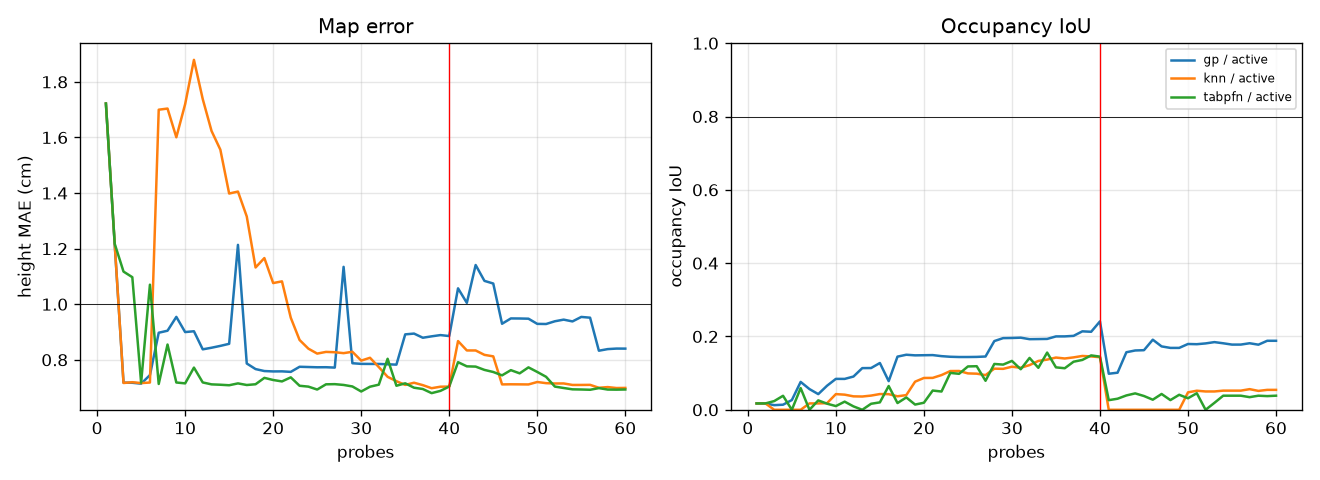 Map error
height MAE (cm)
1.8
1.6
1.4
1.2
1.0
0.8
0 10 20 30 40 50 60
probes
Occupancy IoU
occupancy IoU
1.0
0.8
0.6
0.4
0.2
0.0
gp / active
knn / active
tabpfn / active
0 10 20 30 40 50 60
probes